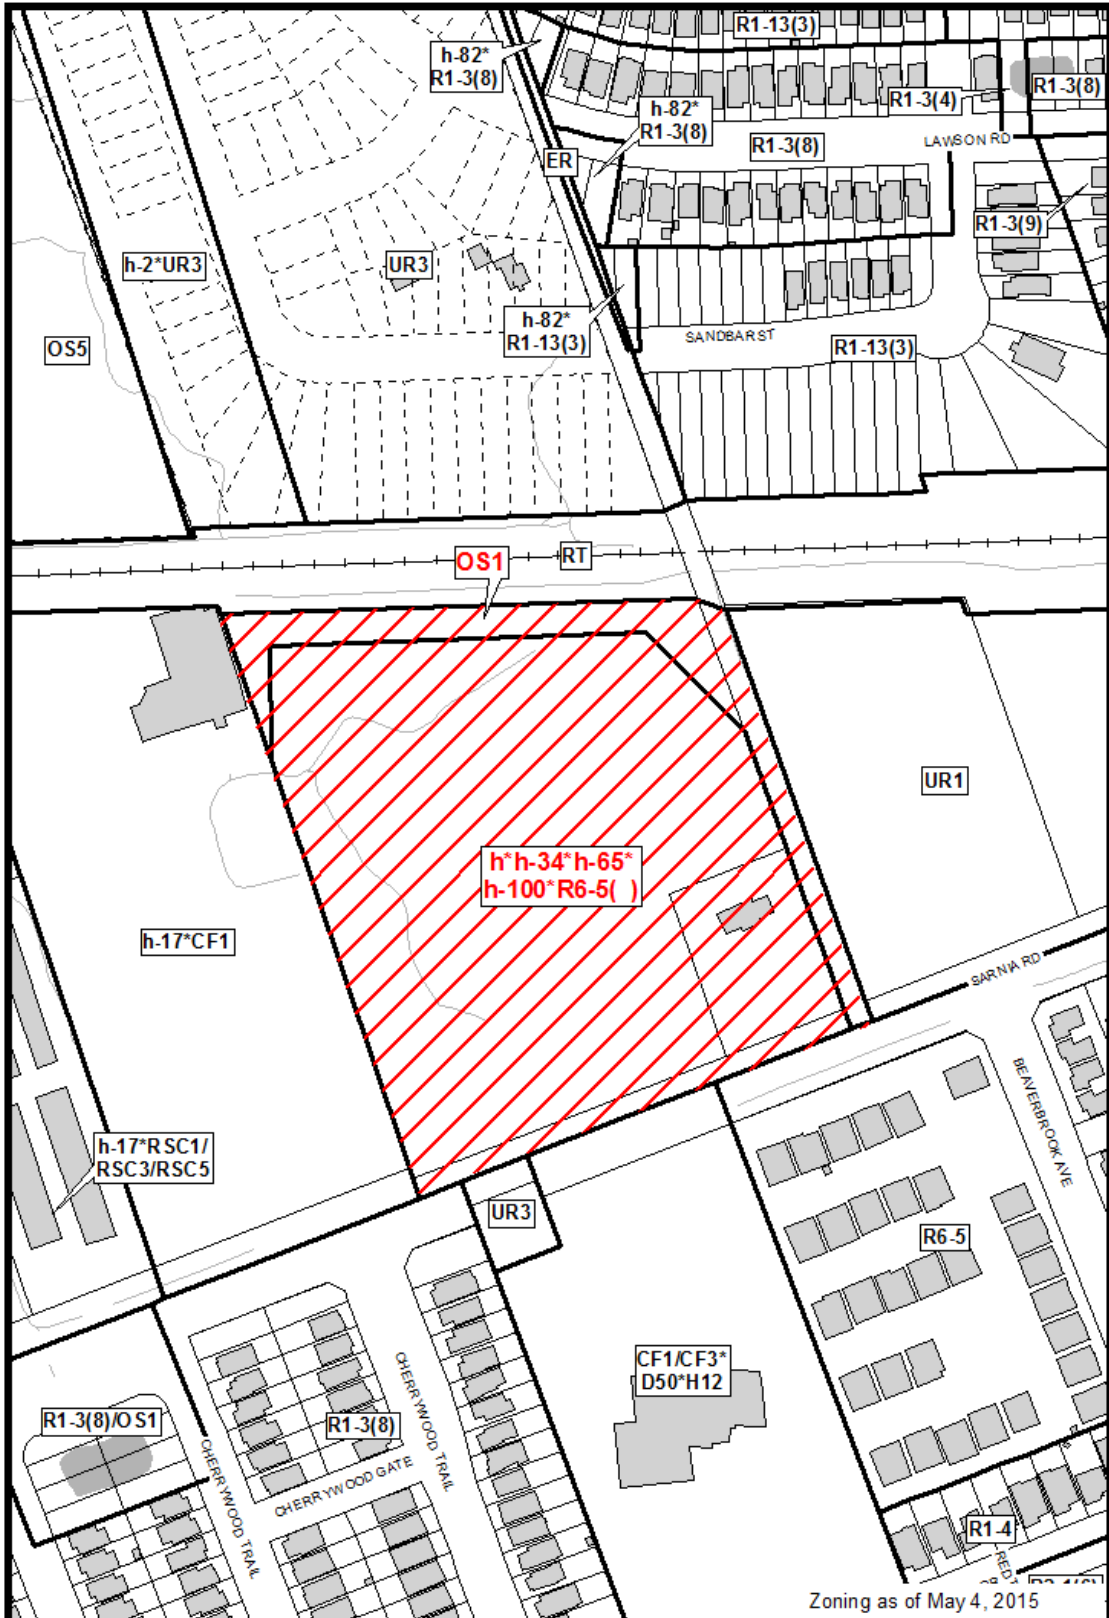 R1-13(3)
h-82*
R1-3(8)
R1-3(4)
R1-3(8)
h-82*
R1-3(8)
R1-3(8)
LAWSON RD
ER
R1-3(9)
h-2*UR3
UR3
h-82*
R1-13(3)
SANDBAR ST
R1-13(3)
OS5
OS1
RT
UR1
h*h-34*h-65*
h-100*R6-5( )
h-17*CF1
SARNIA RD
BEAVERBROOK AVE
h-17*RSC1/
RSC3/RSC5
UR3
R6-5
CHERRYWOOD TRAIL
CF1/CF3*
D50*H12
R1-3(8)/OS1
R1-3(8)
CHERRYWOOD TRAIL
CHERRYWOOD GATE
R1-4
Zoning as of May 4, 2015